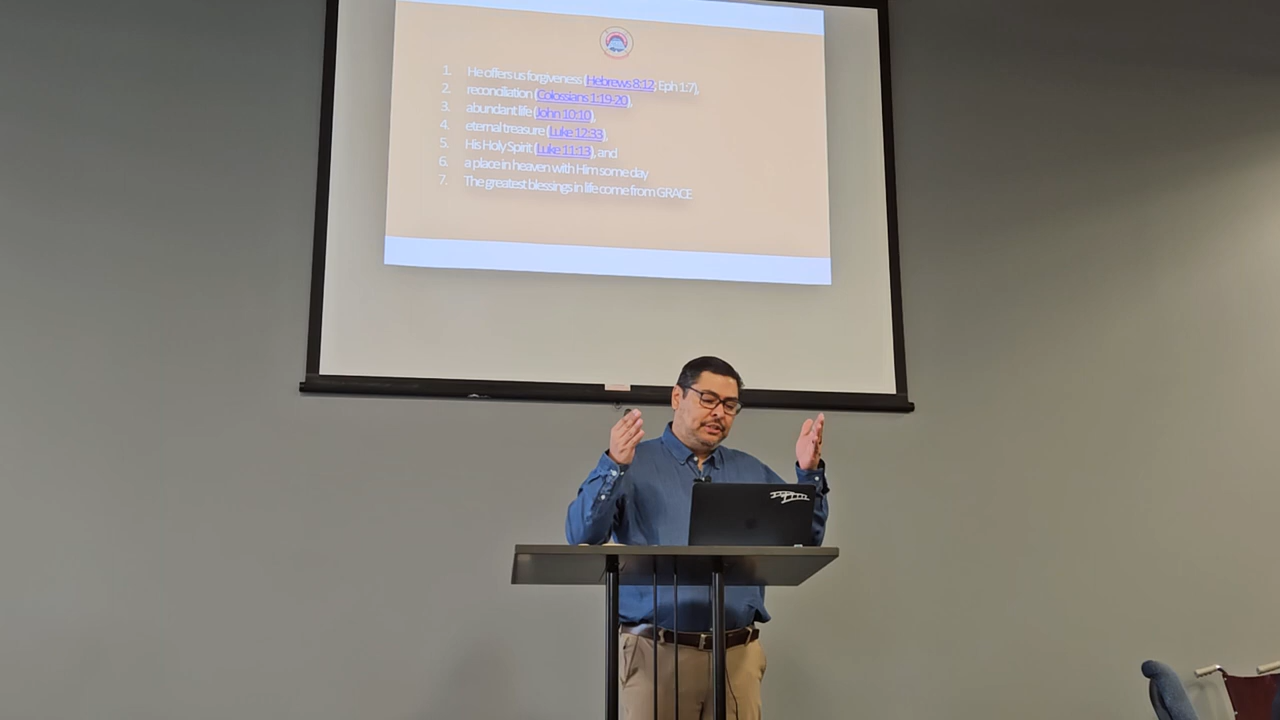 1. He offers us forgiveness (Hebrews 8:12, Eph 1:7),
2. reconciliation (Colossians 1:19-20),
3. abundant life (John 10:10),
4. eternal treasure (Luke 12:33),
5. His Holy Spirit (Luke 11:13), and
6. a place in heaven with Him some day
7. The greatest blessings in life come from GRACE